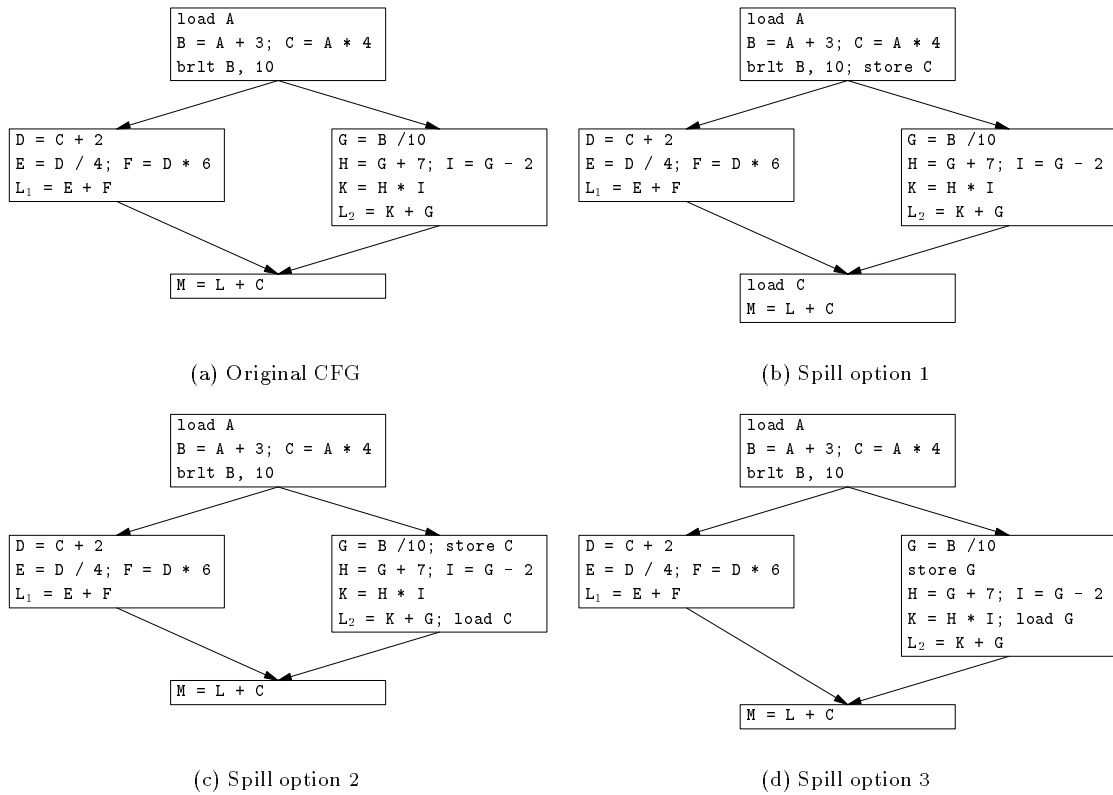 load A
B = A + 3; C = A * 4
brlt B, 10
D = C + 2
E = D / 4; F = D * 6
L₁ = E + F
G = B /10
H = G + 7; I = G - 2
K = H * I
L₂ = K + G
M = L + C
(a) Original CFG
load A
B = A + 3; C = A * 4
brlt B, 10; store C
D = C + 2
E = D / 4; F = D * 6
L₁ = E + F
G = B /10
H = G + 7; I = G - 2
K = H * I
L₂ = K + G
load C
M = L + C
(b) Spill option 1
load A
B = A + 3; C = A * 4
brlt B, 10
D = C + 2
E = D / 4; F = D * 6
L₁ = E + F
G = B /10; store C
H = G + 7; I = G - 2
K = H * I
L₂ = K + G; load C
M = L + C
(c) Spill option 2
load A
B = A + 3; C = A * 4
brlt B, 10
D = C + 2
E = D / 4; F = D * 6
L₁ = E + F
G = B /10
store G
H = G + 7; I = G - 2
K = H * I; load G
L₂ = K + G
M = L + C
(d) Spill option 3